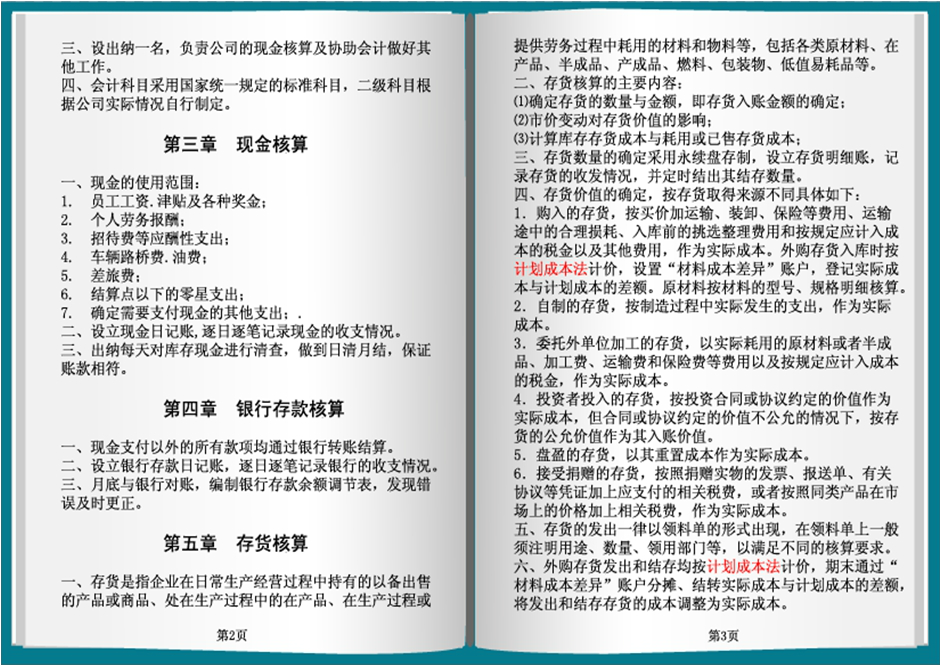 三、设出纳一名，负责公司的现金核算及协助会计做好其
他工作。
四、会计科目采用国家统一规定的标准科目，二级科目根
据公司实际情况自行制定。
第三章 现金核算
一、现金的使用范围:
1. 员工工资.津贴及各种奖金;
2. 个人劳务报酬;
3. 招待费等应酬性支出;
4. 车辆路桥费.油费;
5. 差旅费;
6. 结算点以下的零星支出;
7. 确定需要支付现金的其他支出; .
二、设立现金日记账,逐日逐笔记录现金的收支情况。
三、出纳每天对库存现金进行清查，做到日清月结，保证
账款相符。
第四章 银行存款核算
一、现金支付以外的所有款项均通过银行转账结算。
二、设立银行存款日记账，逐日逐笔记录银行的收支情况。
三、月底与银行对账，编制银行存款余额调节表，发现错
误及时更正。
第五章 存货核算
一、存货是指企业在日常生产经营过程中持有的以备出售
的产品或商品、处在生产过程中的在产品、在生产过程或
第2页
提供劳务过程中耗用的材料和物料等，包括各类原材料、在
产品、半成品、产成品、燃料、包装物、低值易耗品等。
二、存货核算的主要内容:
⑴确定存货的数量与金额，即存货入账金额的确定;
⑵市价变动对存货价值的影响;
⑶计算库存存货成本与耗用或已售存货成本;
三、存货数量的确定采用永续盘存制，设立存货明细账，记
录存货的收发情况，并定时结出其结存数量。
四、存货价值的确定，按存货取得来源不同具体如下:
1．购入的存货，按买价加运输、装卸、保险等费用、运输
途中的合理损耗、入库前的挑选整理费用和按规定应计入成
本的税金以及其他费用，作为实际成本。外购存货入库时按
计划成本法计价，设置“材料成本差异”账户，登记实际成
本与计划成本的差额。原材料按材料的型号、规格明细核算。
2．自制的存货，按制造过程中实际发生的支出，作为实际
成本。
3．委托外单位加工的存货，以实际耗用的原材料或者半成
品、加工费、运输费和保险费等费用以及按规定应计入成本
的税金，作为实际成本。
4．投资者投入的存货，按投资合同或协议约定的价值作为
实际成本，但合同或协议约定的价值不公允的情况下，按存
货的公允价值作为其入账价值。
5．盘盈的存货，以其重置成本作为实际成本。
6．接受捐赠的存货，按照捐赠实物的发票、报送单、有关
协议等凭证加上应支付的相关税费，或者按照同类产品在市
场上的价格加上相关税费，作为实际成本。
五、存货的发出一律以领料单的形式出现，在领料单上一般
须注明用途、数量、领用部门等，以满足不同的核算要求。
六、外购存货发出和结存均按计划成本法计价，期末通过“
材料成本差异”账户分摊、结转实际成本与计划成本的差额，
将发出和结存存货的成本调整为实际成本。
第3页